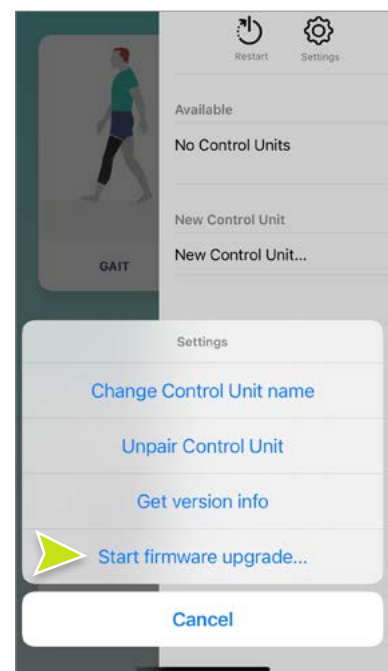 Restart Settings
Available
No Control Units
New Control Unit
New Control Unit...
GAIT
Settings
Change Control Unit name
Unpair Control Unit
Get version info
Start firmware upgrade...
Cancel